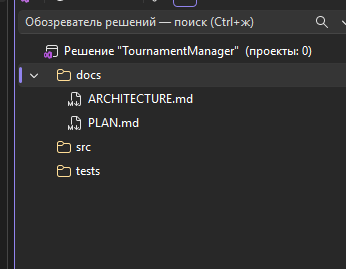 Обозреватель решений — поиск (Ctrl+ж)
Решение "TournamentManager" (проекты: 0)
docs
ARCHITECTURE.md
PLAN.md
src
tests